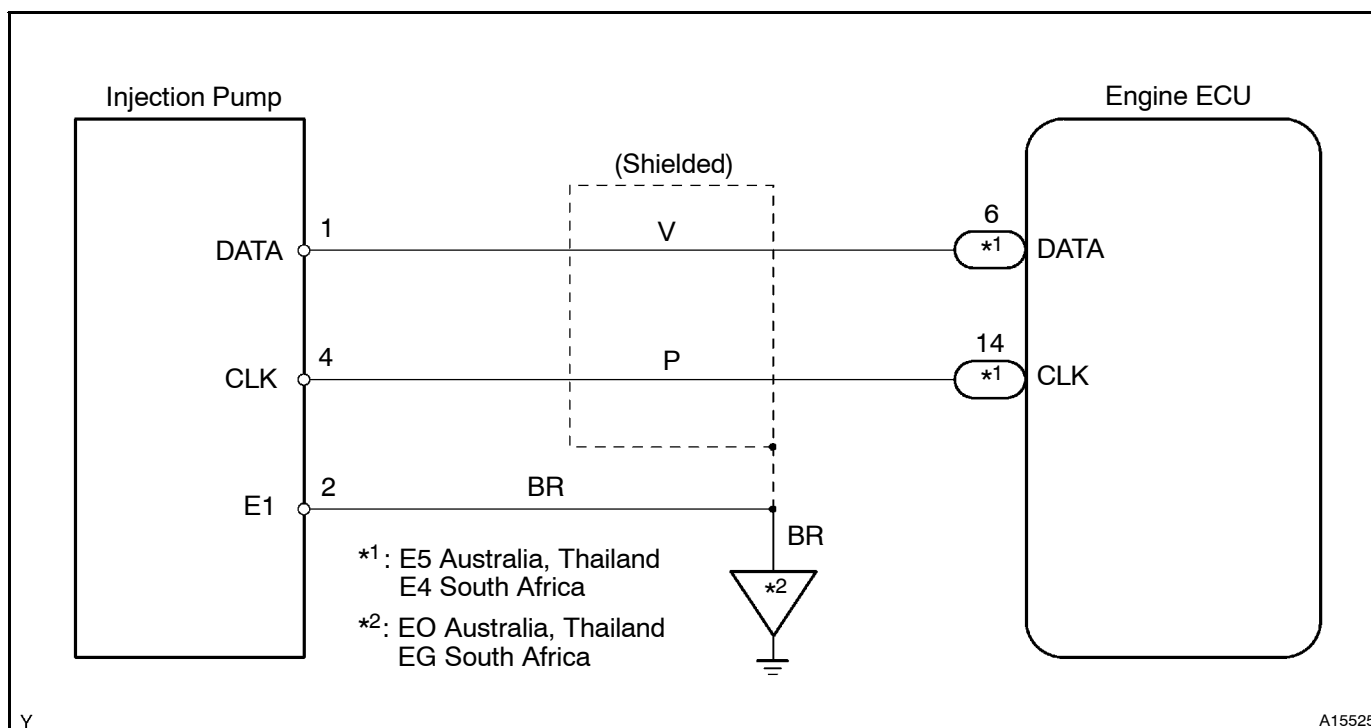 Injection Pump
Engine ECU
(Shielded)
DATA
1
V
6
*1
DATA
CLK
4
P
14
*1
CLK
E1
2
BR
BR
*1: E5 Australia, Thailand
E4 South Africa
*2
*2: EO Australia, Thailand
EG South Africa
Y
A15525